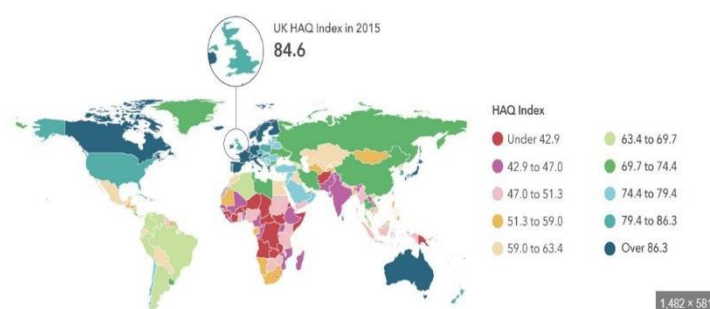 UK HAQ Index in 2015
84.6
HAQ Index
Under 42.9
42.9 to 47.0
47.0 to 51.3
51.3 to 59.0
59.0 to 63.4
63.4 to 69.7
69.7 to 74.4
74.4 to 79.4
79.4 to 86.3
Over 86.3
1,482 × 581